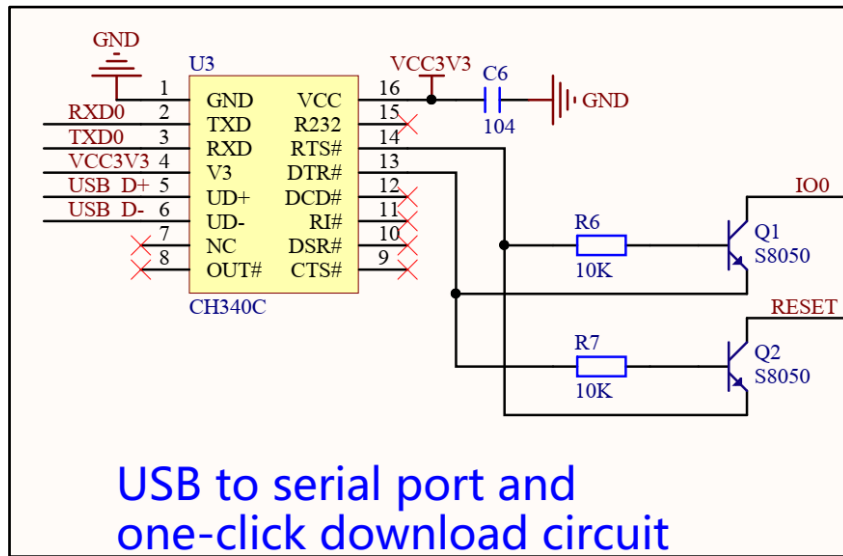 GND
U3
VCC3V3
C6
GND
104
1 GND VCC 16
RXD0 2 TXD R232 15
TXD0 3 RXD RTS# 14
VCC3V3 4 V3 DTR# 13
USB D+ 5 UD+ DCD# 12
USB D- 6 UD- RI# 11
7 NC DSR# 10
8 OUT# CTS# 9
CH340C
IO0
R6
10K
Q1
S8050
RESET
R7
10K
Q2
S8050
USB to serial port and
one-click download circuit